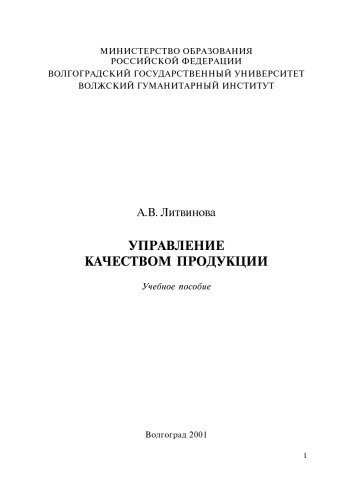 МИНИСТЕРСТВО ОБРАЗОВАНИЯ
РОССИЙСКОЙ ФЕДЕРАЦИИ
ВОЛГОГРАДСКИЙ ГОСУДАРСТВЕННЫЙ УНИВЕРСИТЕТ
ВОЛЖСКИЙ ГУМАНИТАРНЫЙ ИНСТИТУТ
А.В. Литвинова
УПРАВЛЕНИЕ
КАЧЕСТВОМ ПРОДУКЦИИ
Учебное пособие
Волгоград 2001
1